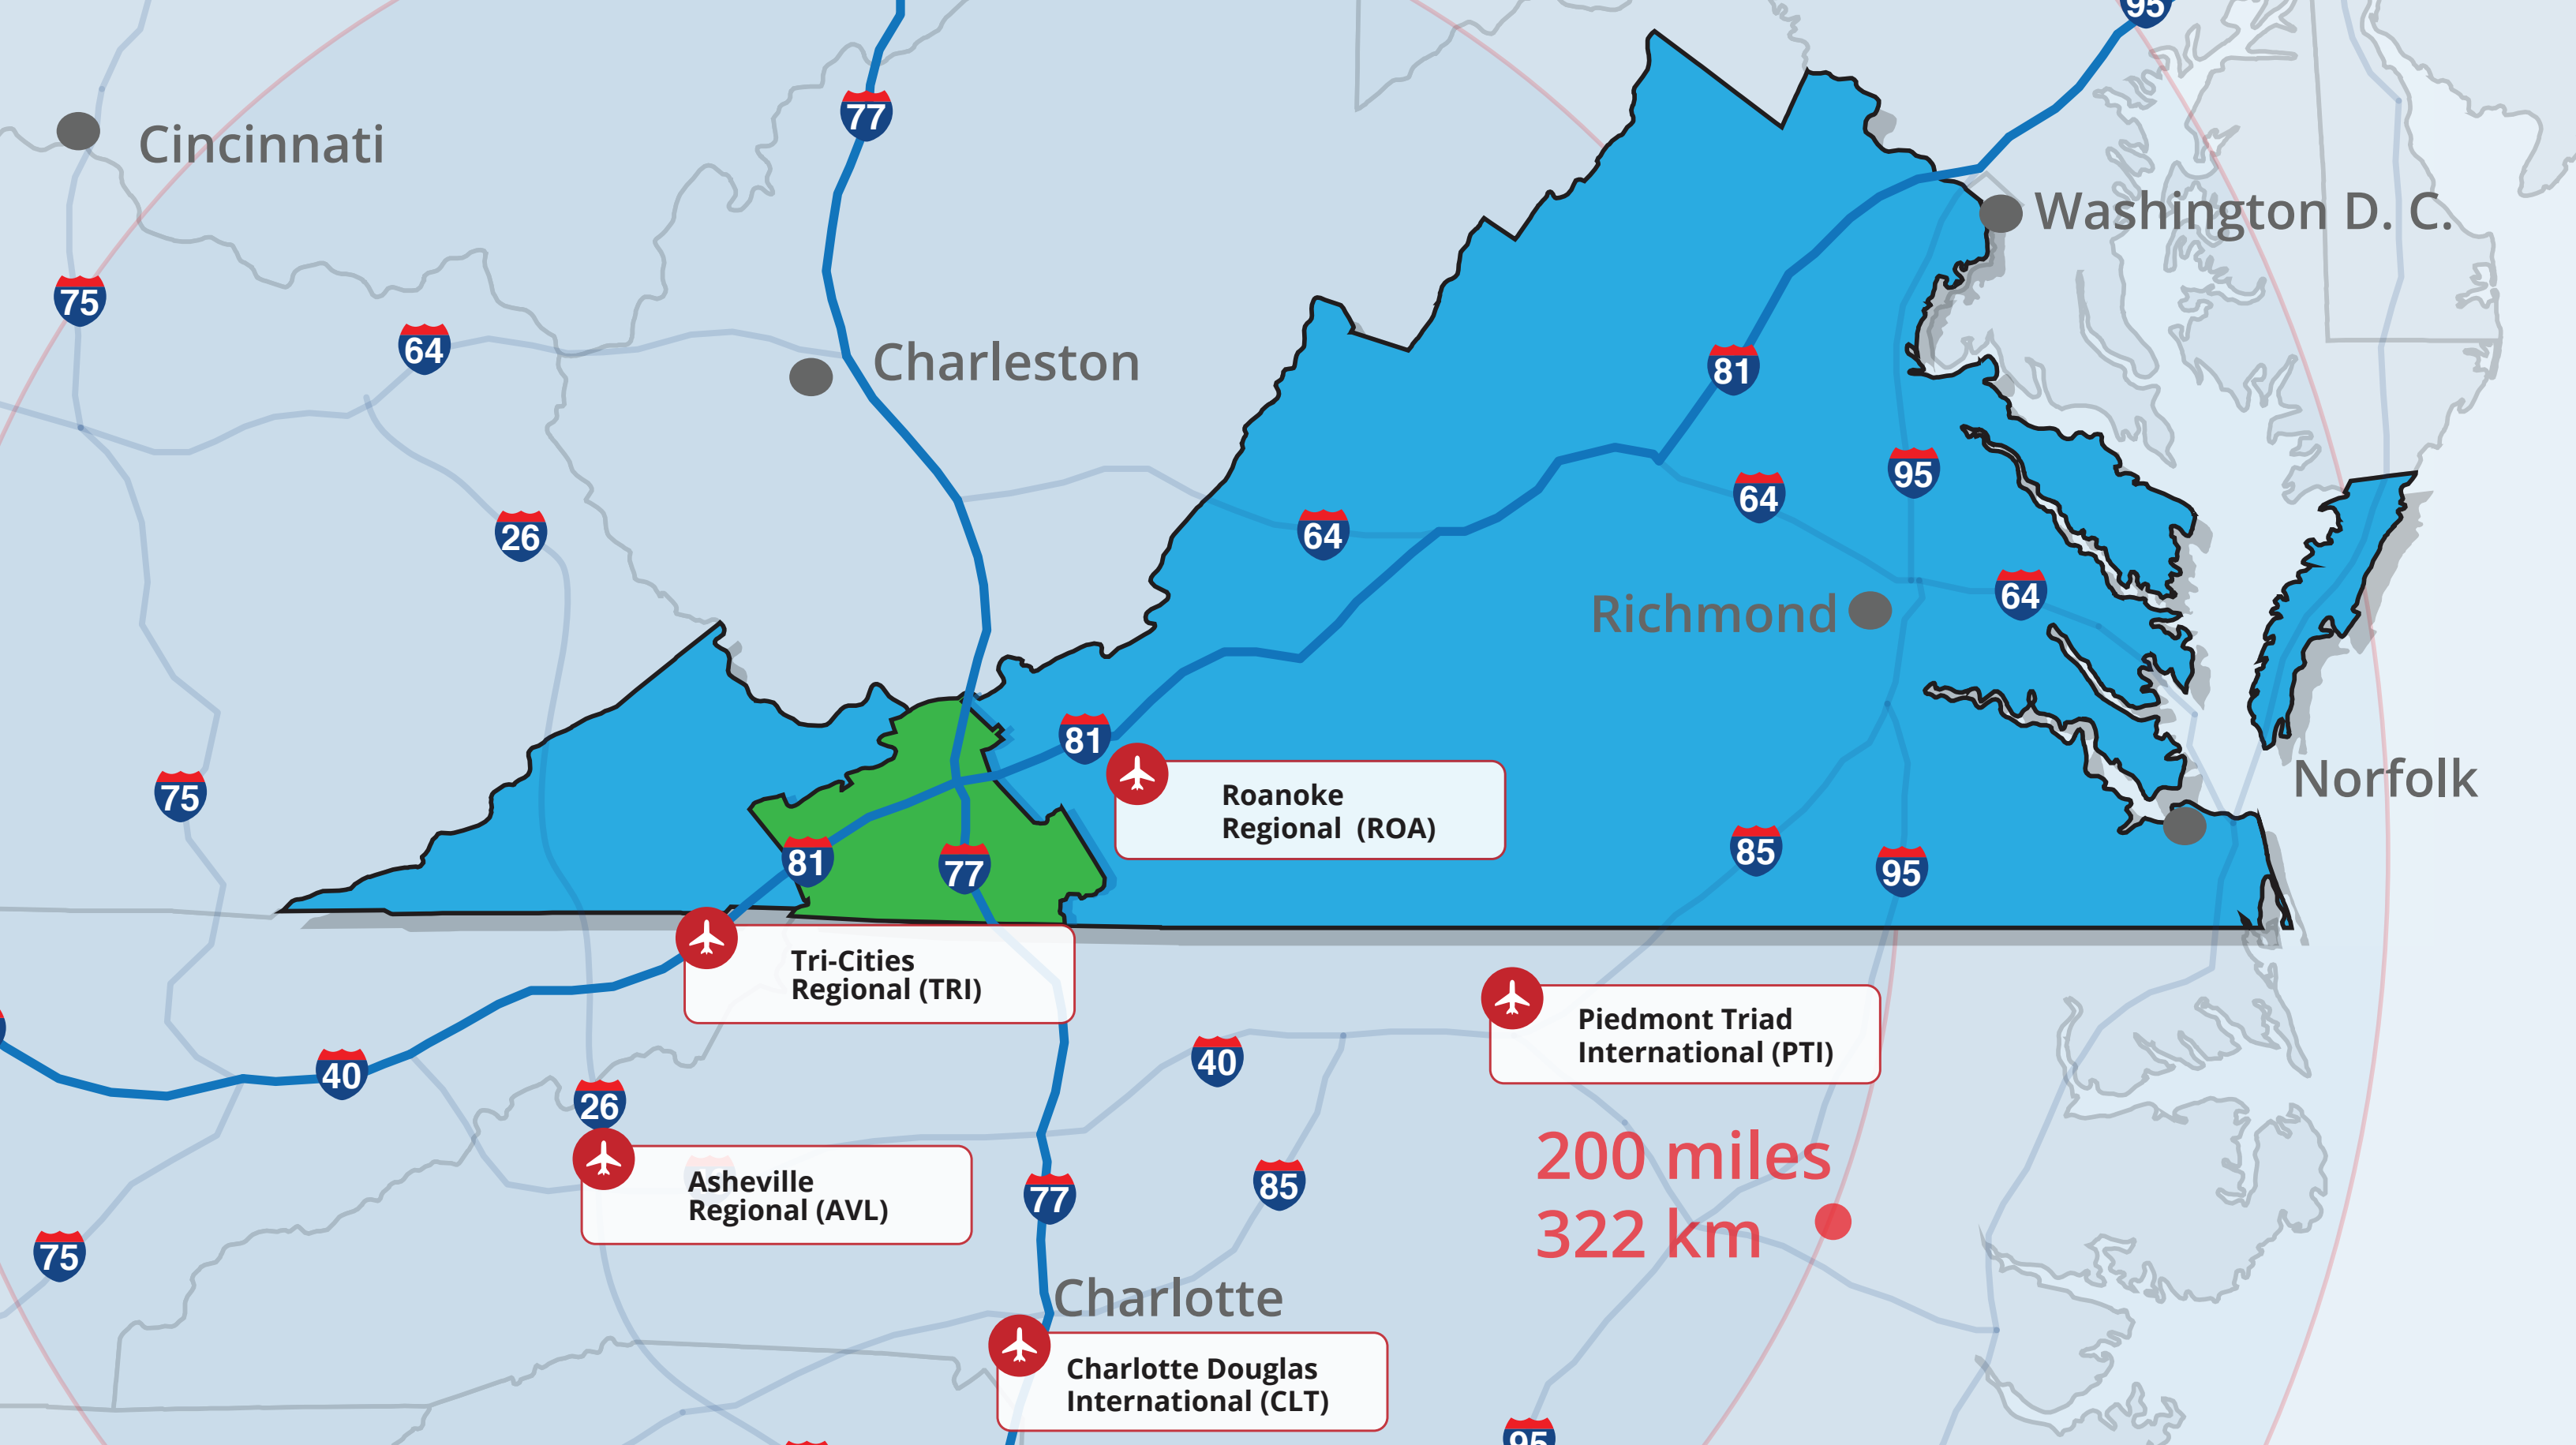 95
77
Cincinnati
Washington D. C.
75
64
Charleston
81
95
64
26
64
64
Richmond
81
Norfolk
75
Roanoke
Regional (ROA)
81
77
85
95
Tri-Cities
Regional (TRI)
Piedmont Triad
International (PTI)
40
40
26
200 miles
322 km
Asheville
Regional (AVL)
77
85
75
Charlotte
Charlotte Douglas
International (CLT)
95